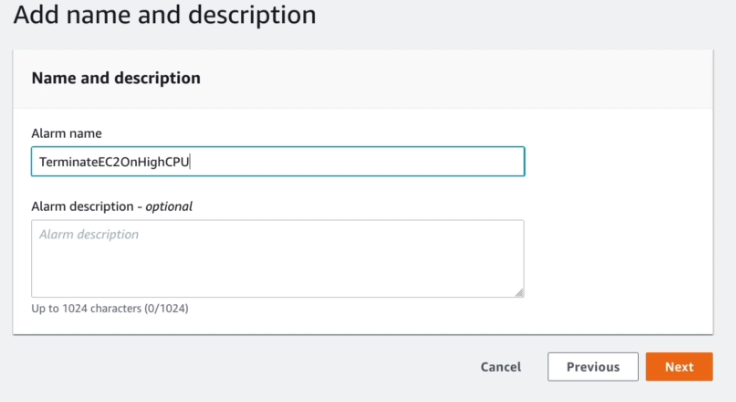 Add name and description
Name and description
Alarm name
TerminateEC2OnHighCPU
Alarm description - optional
Alarm description
Up to 1024 characters (0/1024)
Cancel Previous Next